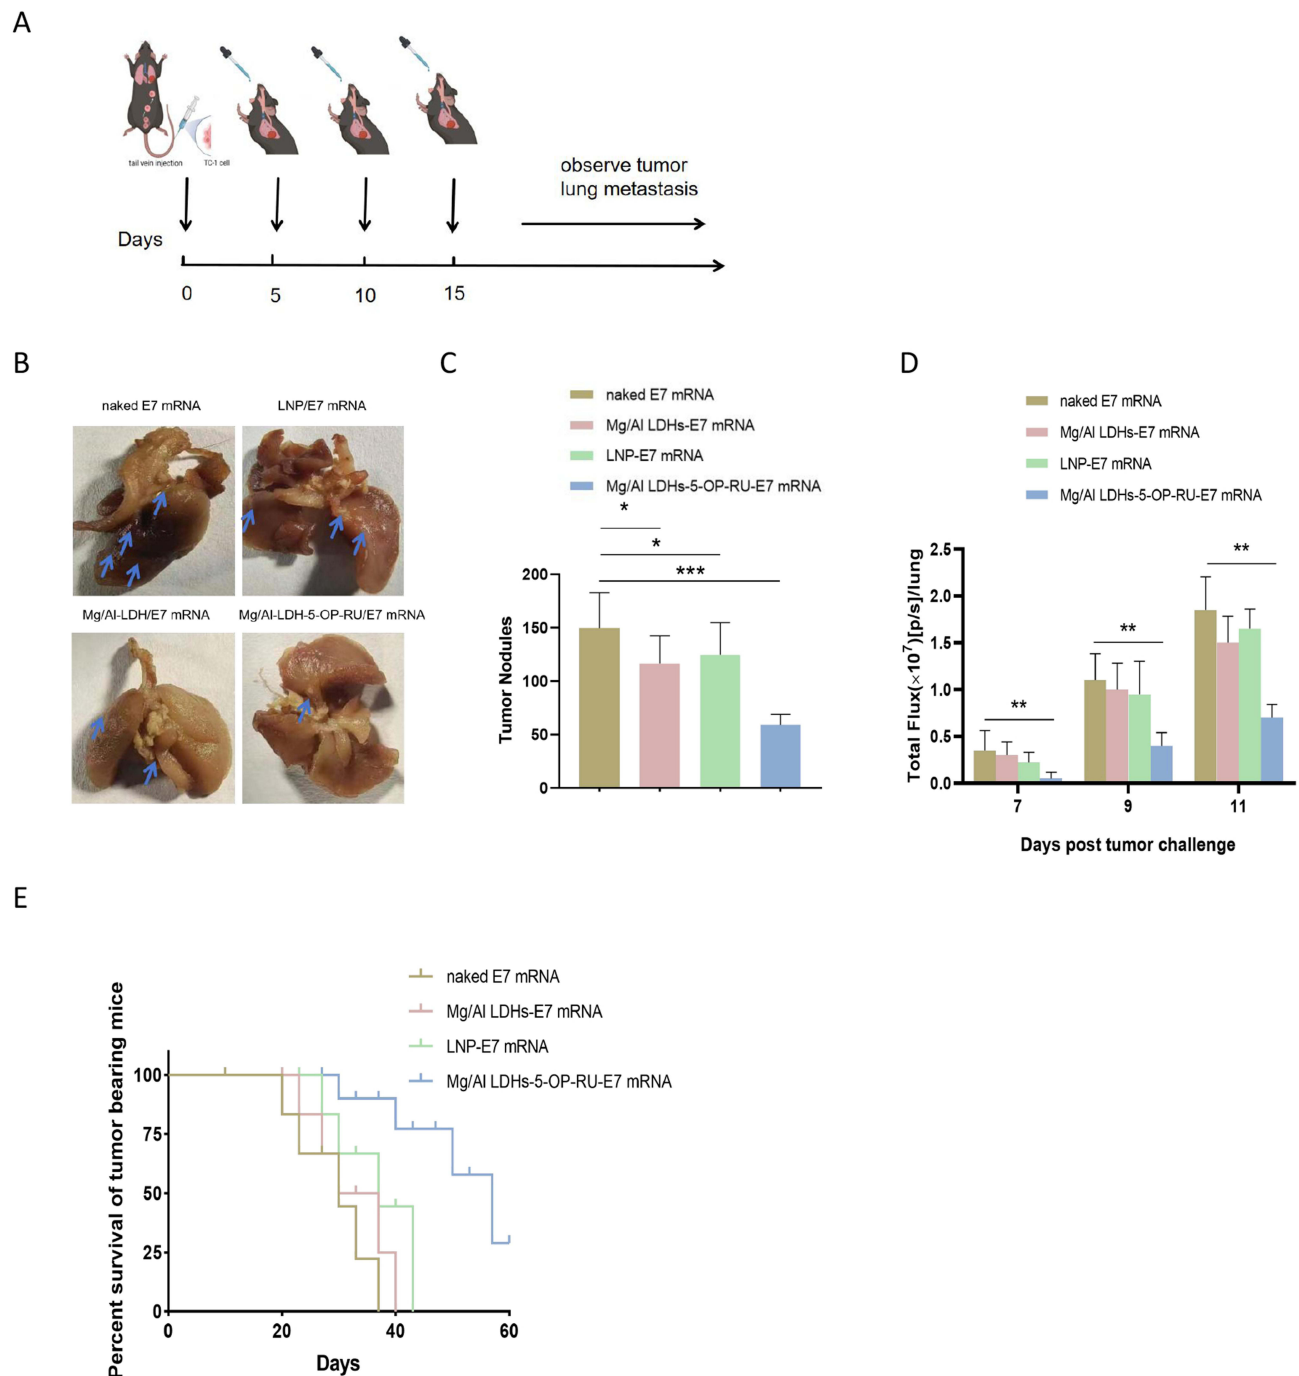 A
tail vein injection
TC-1 cell
observe tumor
lung metastasis
Days
0
5
10
15
B
naked E7 mRNA
LNP/E7 mRNA
Mg/Al-LDH/E7 mRNA
Mg/Al-LDH-5-OP-RU/E7 mRNA
C
naked E7 mRNA
Mg/Al LDHs-E7 mRNA
LNP-E7 mRNA
Mg/Al LDHs-5-OP-RU-E7 mRNA
*
*
***
Tumor Nodules
200
150
100
50
0
D
naked E7 mRNA
Mg/Al LDHs-E7 mRNA
LNP-E7 mRNA
Mg/Al LDHs-5-OP-RU-E7 mRNA
Total Flux(×10⁷)[p/s]/lung
2.5
2.0
1.5
1.0
0.5
0.0
**
**
**
7
9
11
Days post tumor challenge
E
naked E7 mRNA
Mg/Al LDHs-E7 mRNA
LNP-E7 mRNA
Mg/Al LDHs-5-OP-RU-E7 mRNA
Percent survival of tumor bearing mice
100
75
50
25
0
0
20
40
60
Days